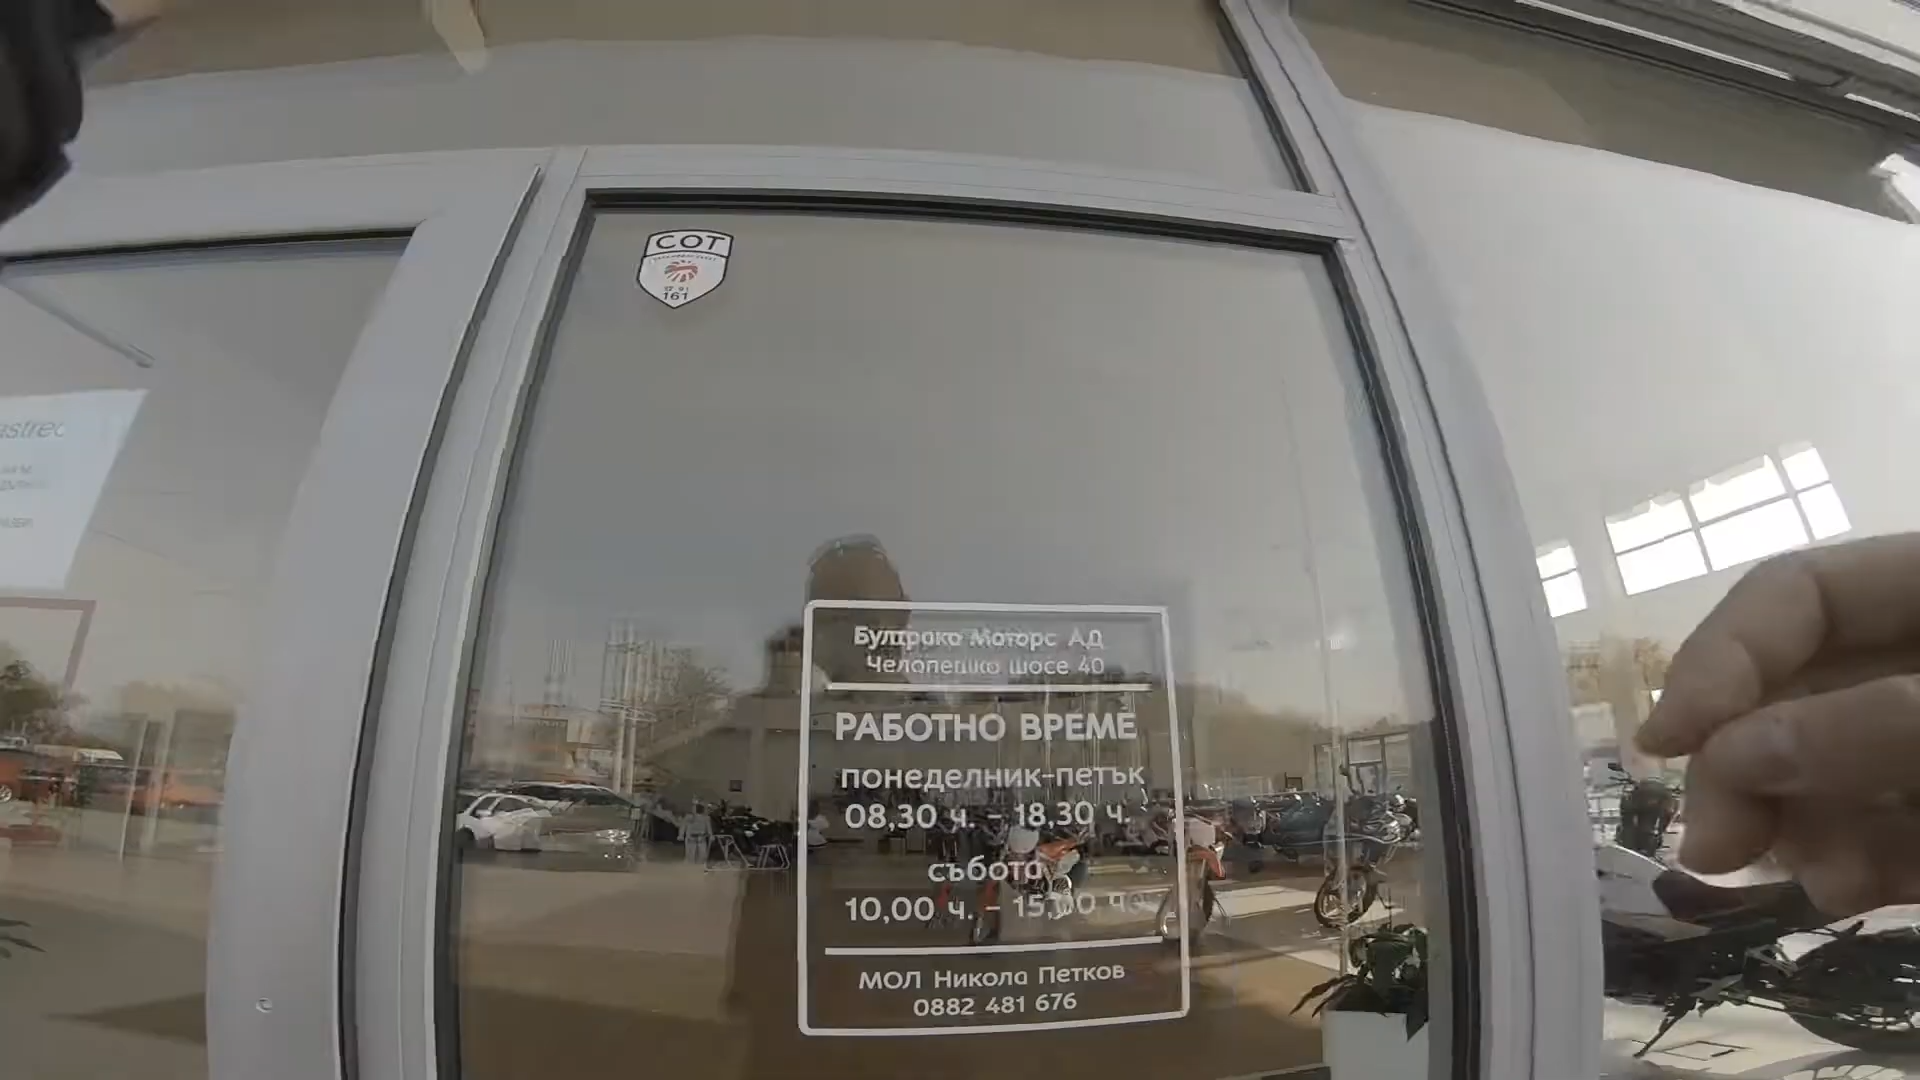 СОТ
161
Булпроко Моторс АД
Челопешко шосе 40
РАБОТНО ВРЕМЕ
понеделник-петък
08,30 ч. - 18,30 ч.
събота
10,00 ч. - 15,00 ч.
МОЛ Никола Петков
0882 481 676